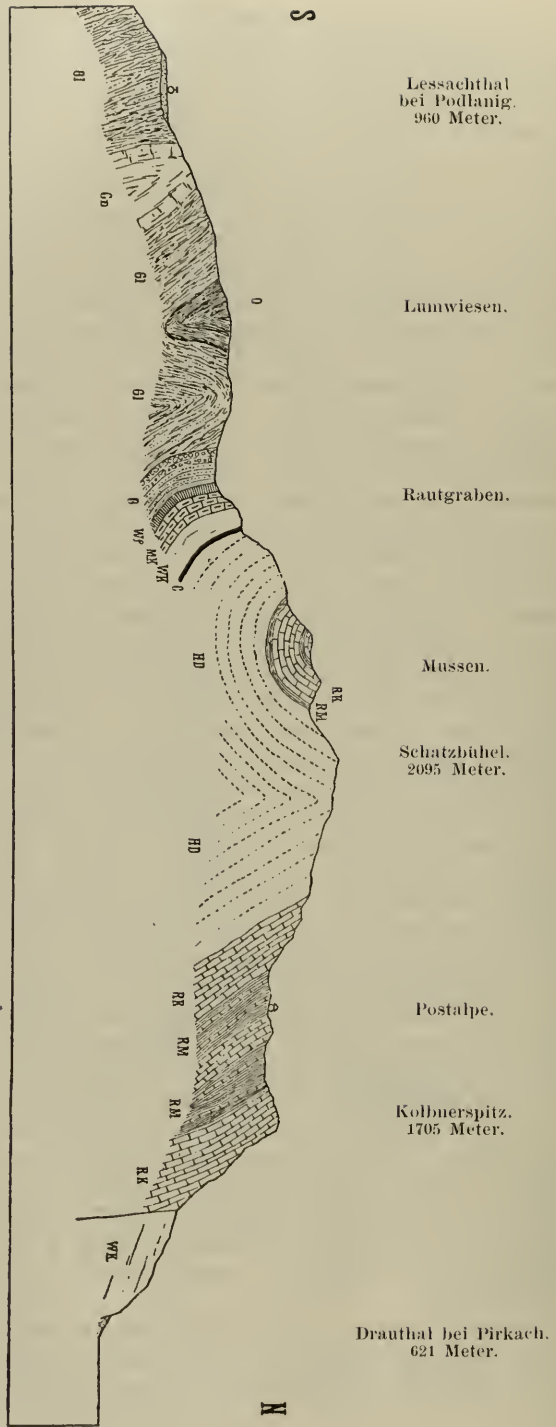 S
Lessachthal
bei Podlanig.
960 Meter.
Gl
Gn
Gl
Lumwiesen.
O
Gl
Rautgraben.
G
Wf
MK
WK
C
HD
Mussen.
RK
RM
Schatzbühel.
2095 Meter.
HD
Postalpe.
RK
RM
RM
Kolbnerspitz.
1705 Meter.
RK
WK
Drauthal bei Pirkach.
621 Meter.
N